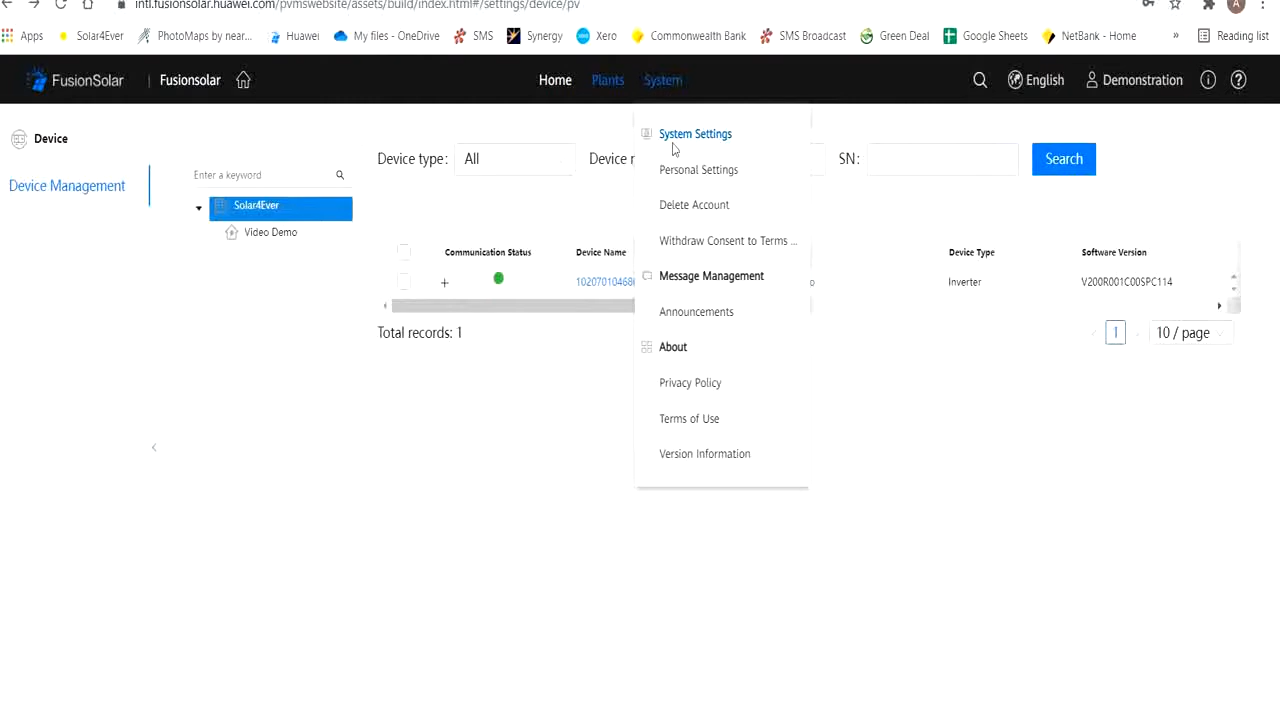 intl.fusionsolar.huawei.com/pvmswebsite/assets/build/index.html#/settings/device/pv
Apps Solar4Ever PhotoMaps by near... Huawei My files - OneDrive SMS Synergy Xero Commonwealth Bank SMS Broadcast Green Deal Google Sheets NetBank - Home » Reading list
FusionSolar | Fusionsolar Home Plants System English Demonstration
Device
Device Management
Enter a keyword
Solar4Ever
Video Demo
Device type: All Device SN: Search
System Settings
Personal Settings
Delete Account
Withdraw Consent to Terms ...
Message Management
Announcements
About
Privacy Policy
Terms of Use
Version Information
Communication Status Device Name Device Type Software Version
+ Inverter V200R001C00SPC114
Total records: 1
1 10 / page